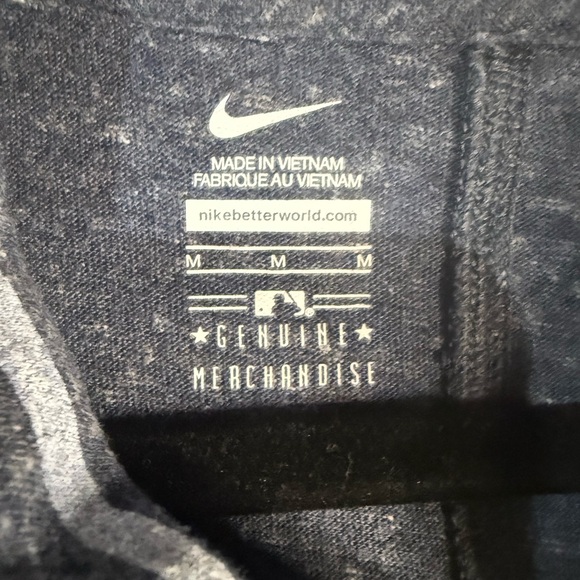 MADE IN VIETNAM
FABRIQUE AU VIETNAM
nikebetterworld.com
M M M
GENUINE
MERCHANDISE